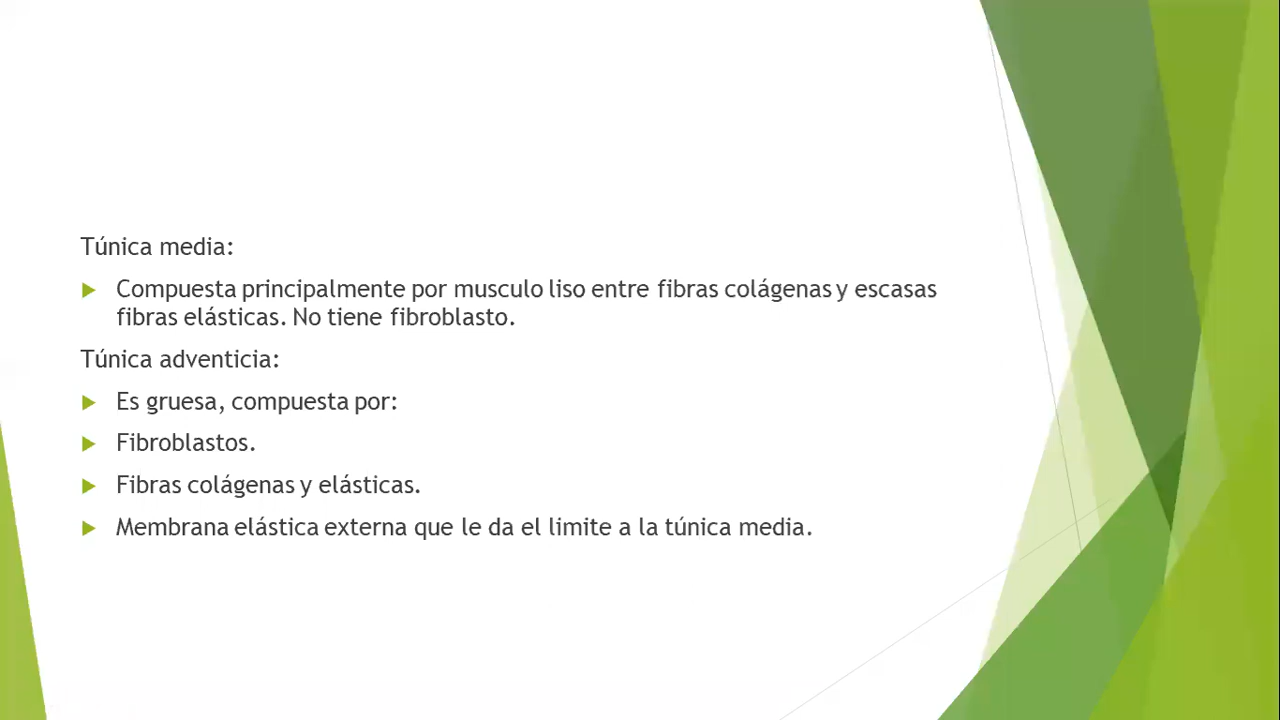 Túnica media:
Compuesta principalmente por musculo liso entre fibras colágenas y escasas
fibras elásticas. No tiene fibroblasto.
Túnica adventicia:
Es gruesa, compuesta por:
Fibroblastos.
Fibras colágenas y elásticas.
Membrana elástica externa que le da el limite a la túnica media.